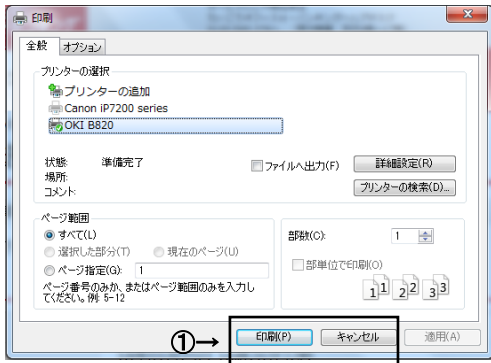 印刷
全般 オプション
プリンターの選択
プリンターの追加
Canon iP7200 series
OKI B820
状態: 準備完了
場所:
コメント:
ファイルへ出力(F)
詳細設定(R)
プリンターの検索(D)...
ページ範囲
すべて(L)
選択した部分(T) 現在のページ(U)
ページ指定(G): 1
ページ番号のみか、またはページ範囲のみを入力し
てください。例: 5-12
部数(C): 1
部単位で印刷(O)
1 1 2 2 3 3
①→
印刷(P) キャンセル 適用(A)